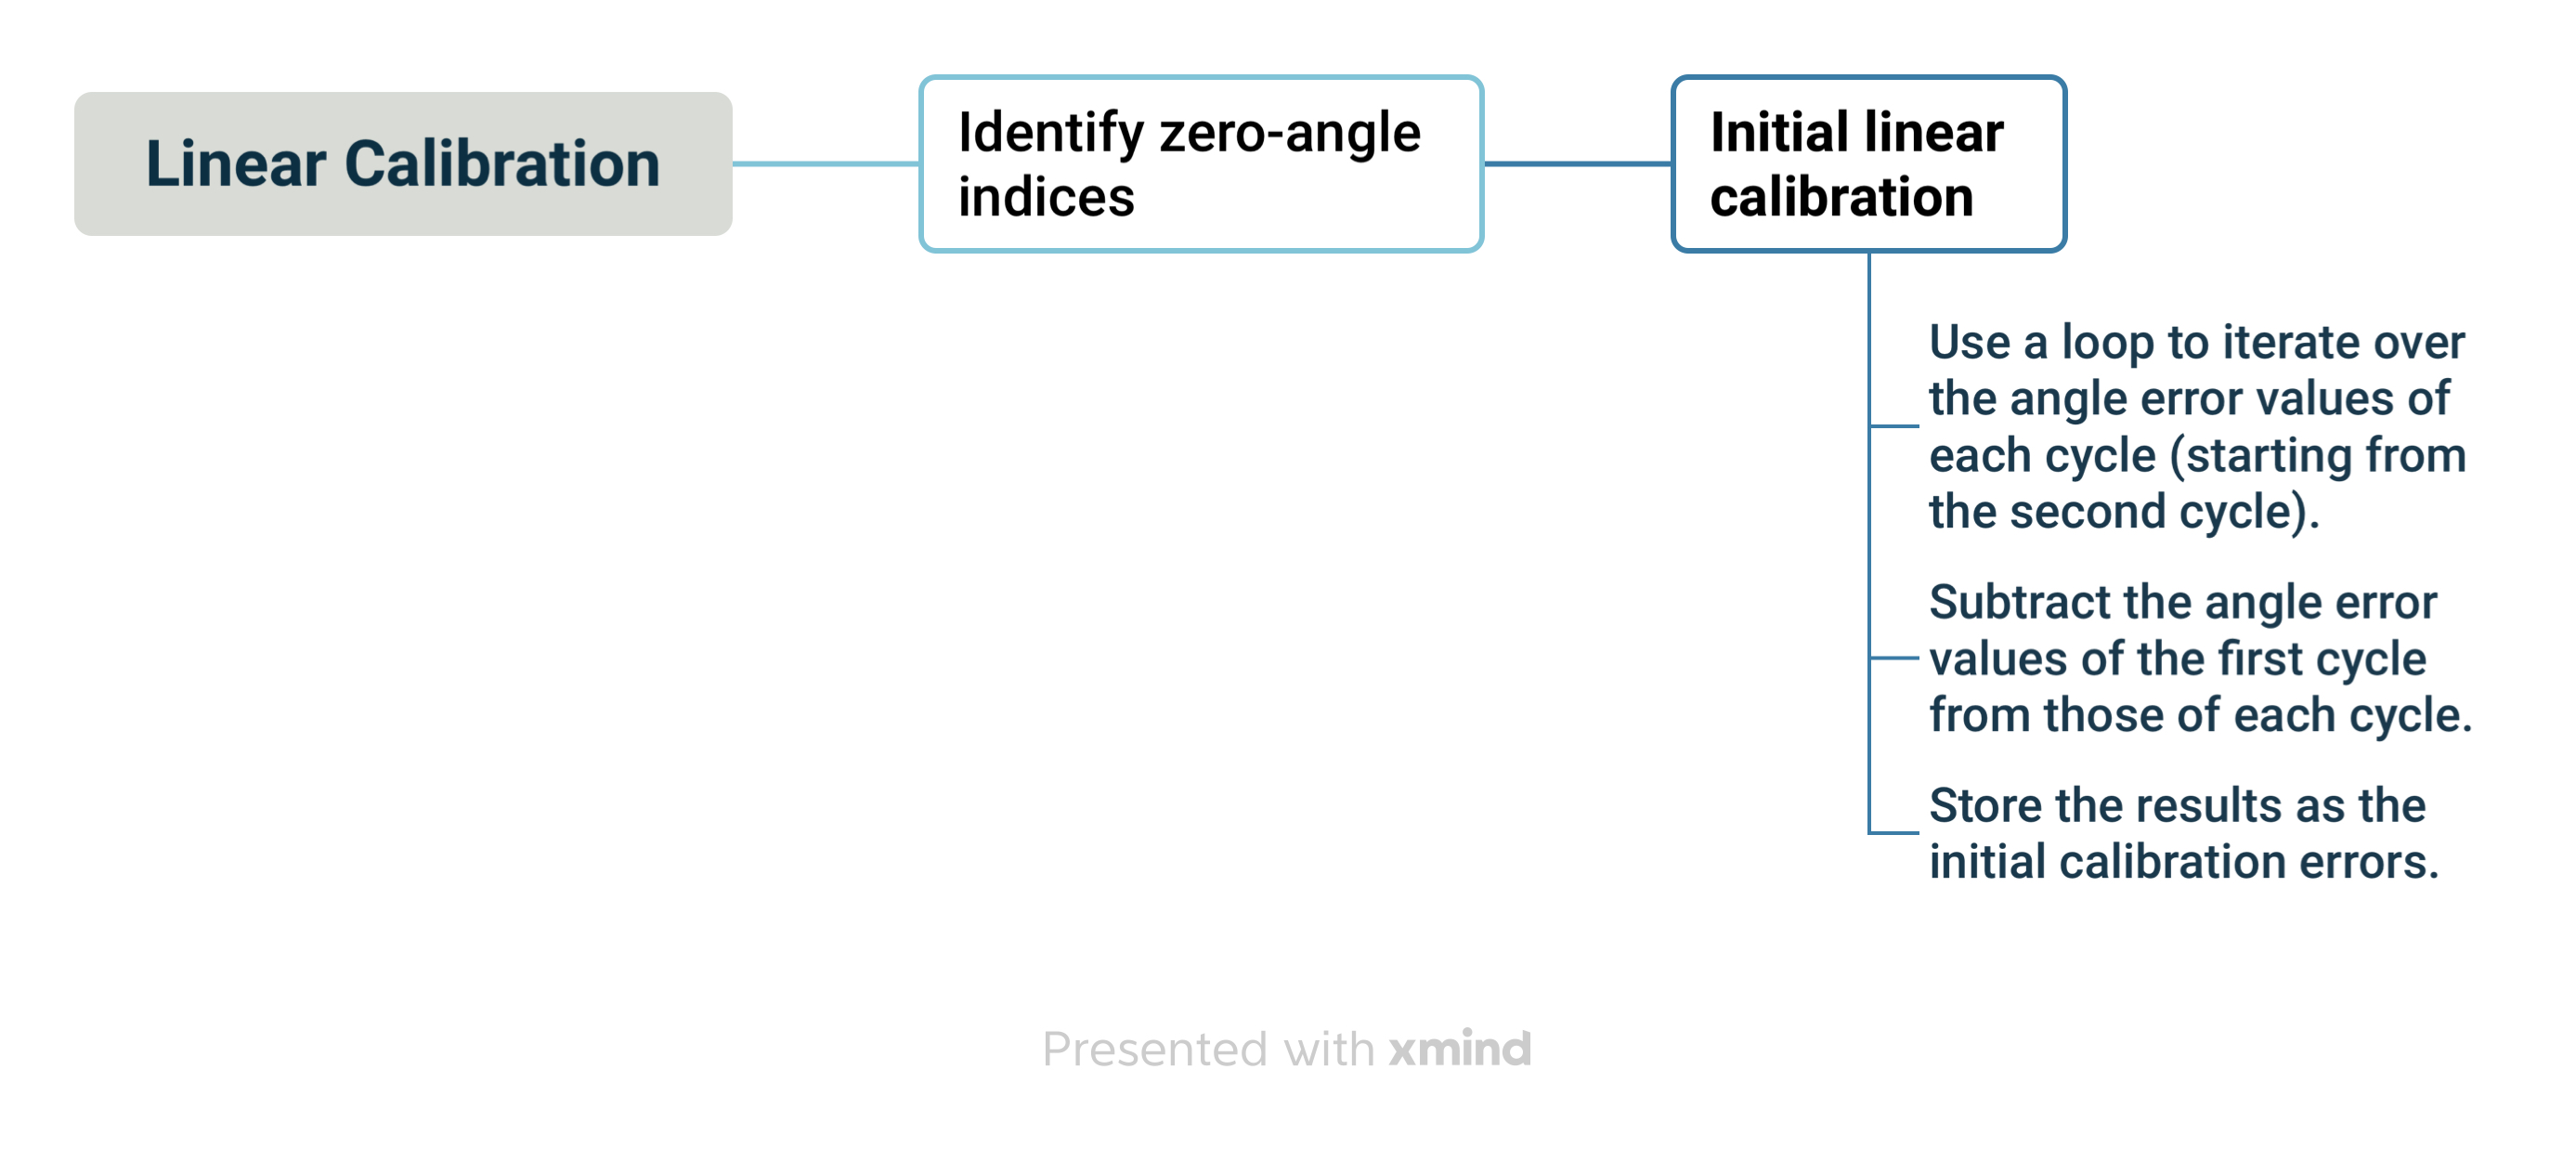 Linear Calibration
Identify zero-angle
indices
Initial linear
calibration
Use a loop to iterate over
the angle error values of
each cycle (starting from
the second cycle).
Subtract the angle error
values of the first cycle
from those of each cycle.
Store the results as the
initial calibration errors.
Presented with xmind